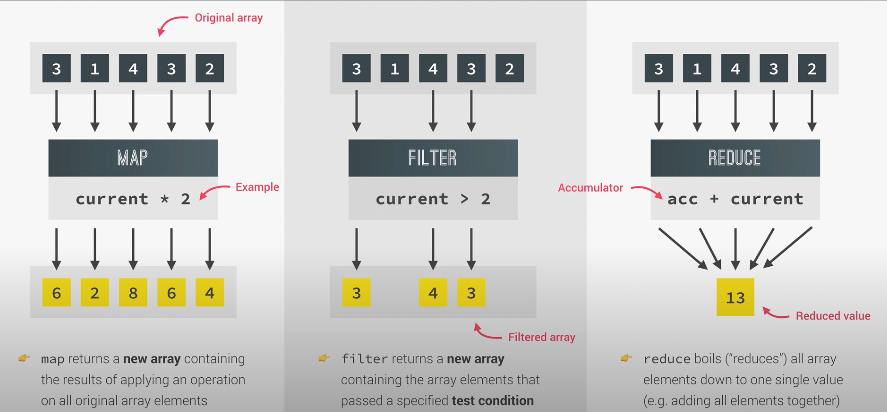 Original array
3 1 4 3 2
MAP
current * 2
Example
6 2 8 6 4
👉 map returns a new array containing
the results of applying an operation
on all original array elements
3 1 4 3 2
FILTER
current > 2
3 4 3
Filtered array
👉 filter returns a new array
containing the array elements that
passed a specified test condition
3 1 4 3 2
REDUCE
Accumulator
acc + current
13
Reduced value
👉 reduce boils ("reduces") all array
elements down to one single value
(e.g. adding all elements together)